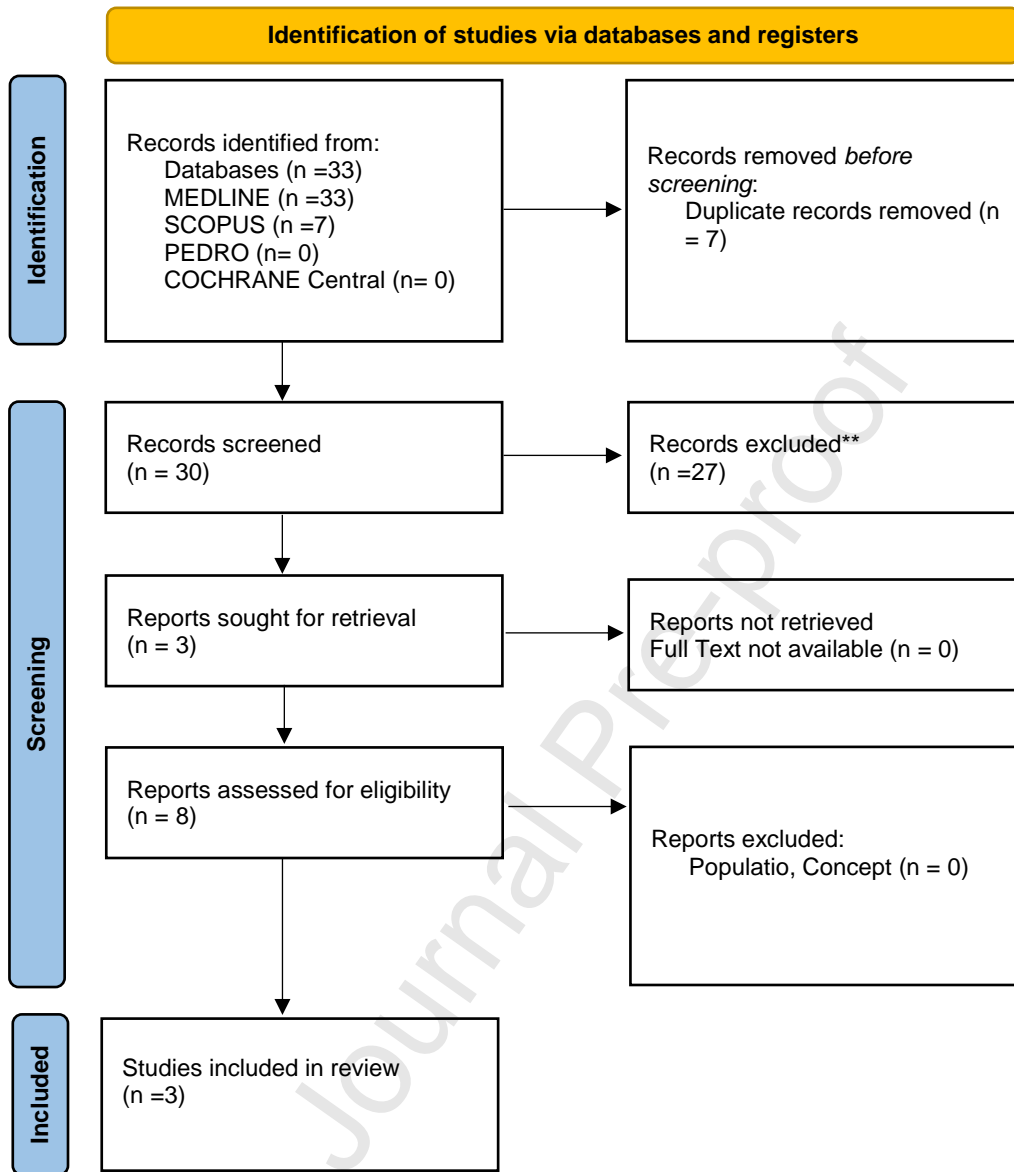 Identification of studies via databases and registers
Identification
Records identified from:
Databases (n =33)
MEDLINE (n =33)
SCOPUS (n =7)
PEDRO (n= 0)
COCHRANE Central (n= 0)
Records removed before
screening:
Duplicate records removed (n
= 7)
Screening
Records screened
(n = 30)
Records excluded**
(n =27)
Reports sought for retrieval
(n = 3)
Reports not retrieved
Full Text not available (n = 0)
Reports assessed for eligibility
(n = 8)
Reports excluded:
Populatio, Concept (n = 0)
Included
Studies included in review
(n =3)
Journal Pre-proof